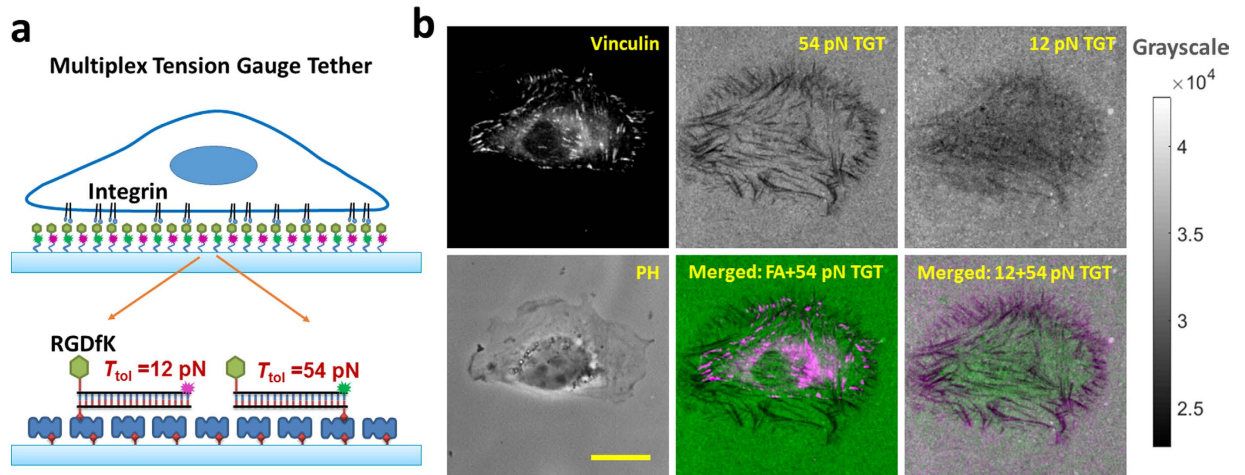 a
Multiplex Tension Gauge Tether
Integrin
RGDfK
Ttol =12 pN
Ttol =54 pN
b
Vinculin
54 pN TGT
12 pN TGT
PH
Merged: FA+54 pN TGT
Merged: 12+54 pN TGT
Grayscale
×10⁴
4
3.5
3
2.5